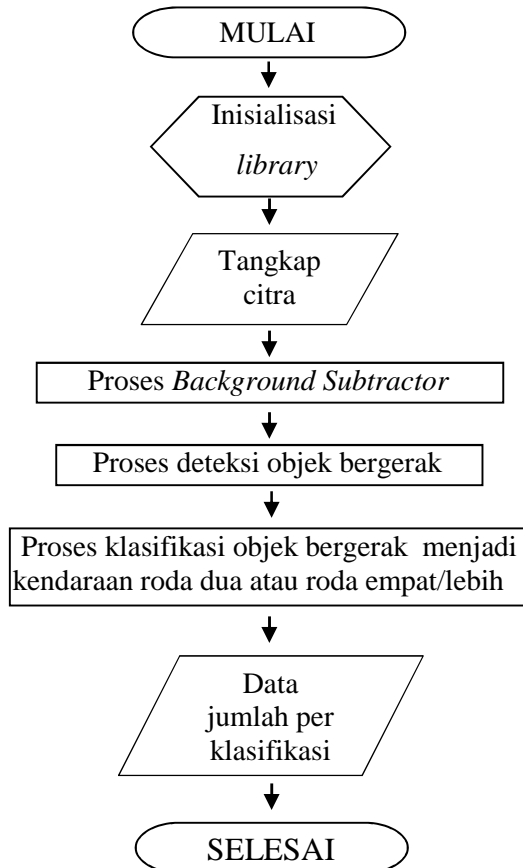 MULAI
Inisialisasi
library
Tangkap
citra
Proses Background Subtractor
Proses deteksi objek bergerak
Proses klasifikasi objek bergerak menjadi
kendaraan roda dua atau roda empat/lebih
Data
jumlah per
klasifikasi
SELESAI